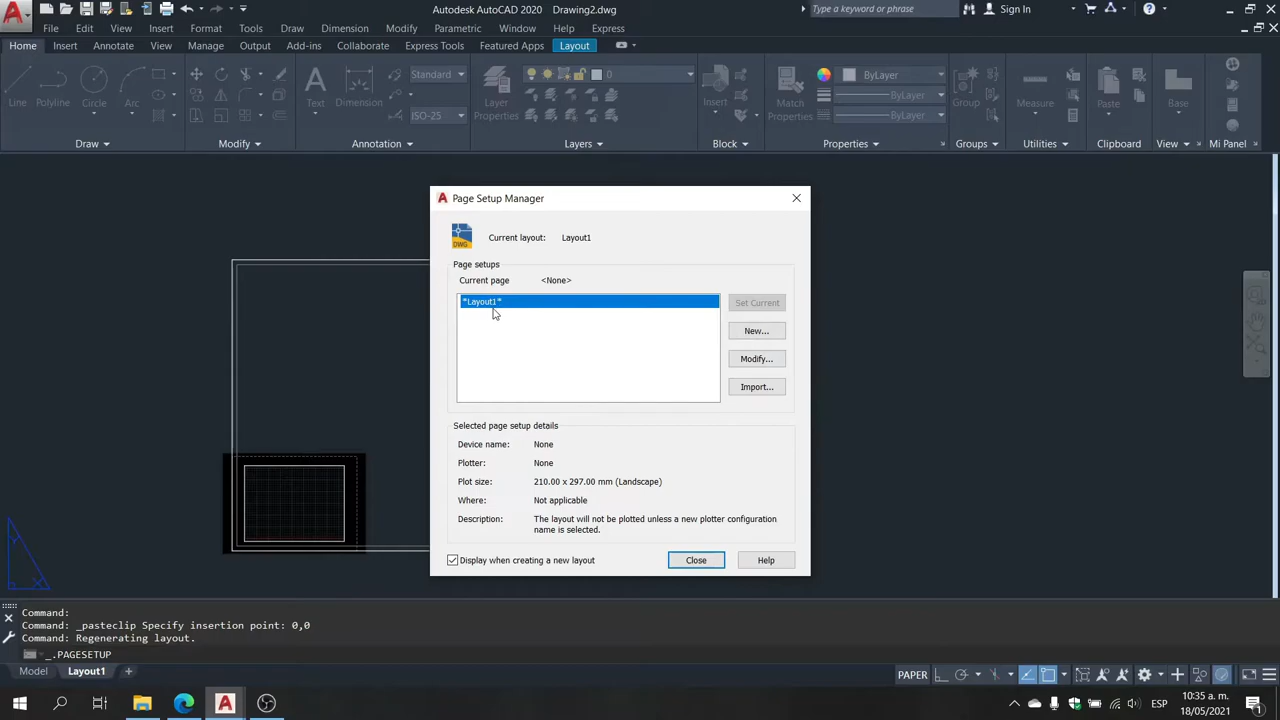 Autodesk AutoCAD 2020 Drawing2.dwg
Type a keyword or phrase
Sign In
File Edit View Insert Format Tools Draw Dimension Modify Parametric Window Help Express
Home Insert Annotate View Manage Output Add-ins Collaborate Express Tools Featured Apps Layout
Line Polyline Circle Arc
Text Dimension
Standard
ISO-25
Layer Properties
0
Insert
Match Properties
ByLayer
ByLayer
ByLayer
Group
Measure
Paste
Base
Draw Modify Annotation Layers Block Properties Groups Utilities Clipboard View Mi Panel
Page Setup Manager
DWG
Current layout: Layout1
Page setups
Current page <None>
*Layout1*
Set Current
New...
Modify...
Import...
Selected page setup details
Device name: None
Plotter: None
Plot size: 210.00 x 297.00 mm (Landscape)
Where: Not applicable
Description: The layout will not be plotted unless a new plotter configuration
name is selected.
Display when creating a new layout
Close Help
Y
X
Command:
Command: _pasteclip Specify insertion point: 0,0
Command: Regenerating layout.
_.PAGESETUP
Model Layout1 +
PAPER
ESP
10:35 a. m.
18/05/2021